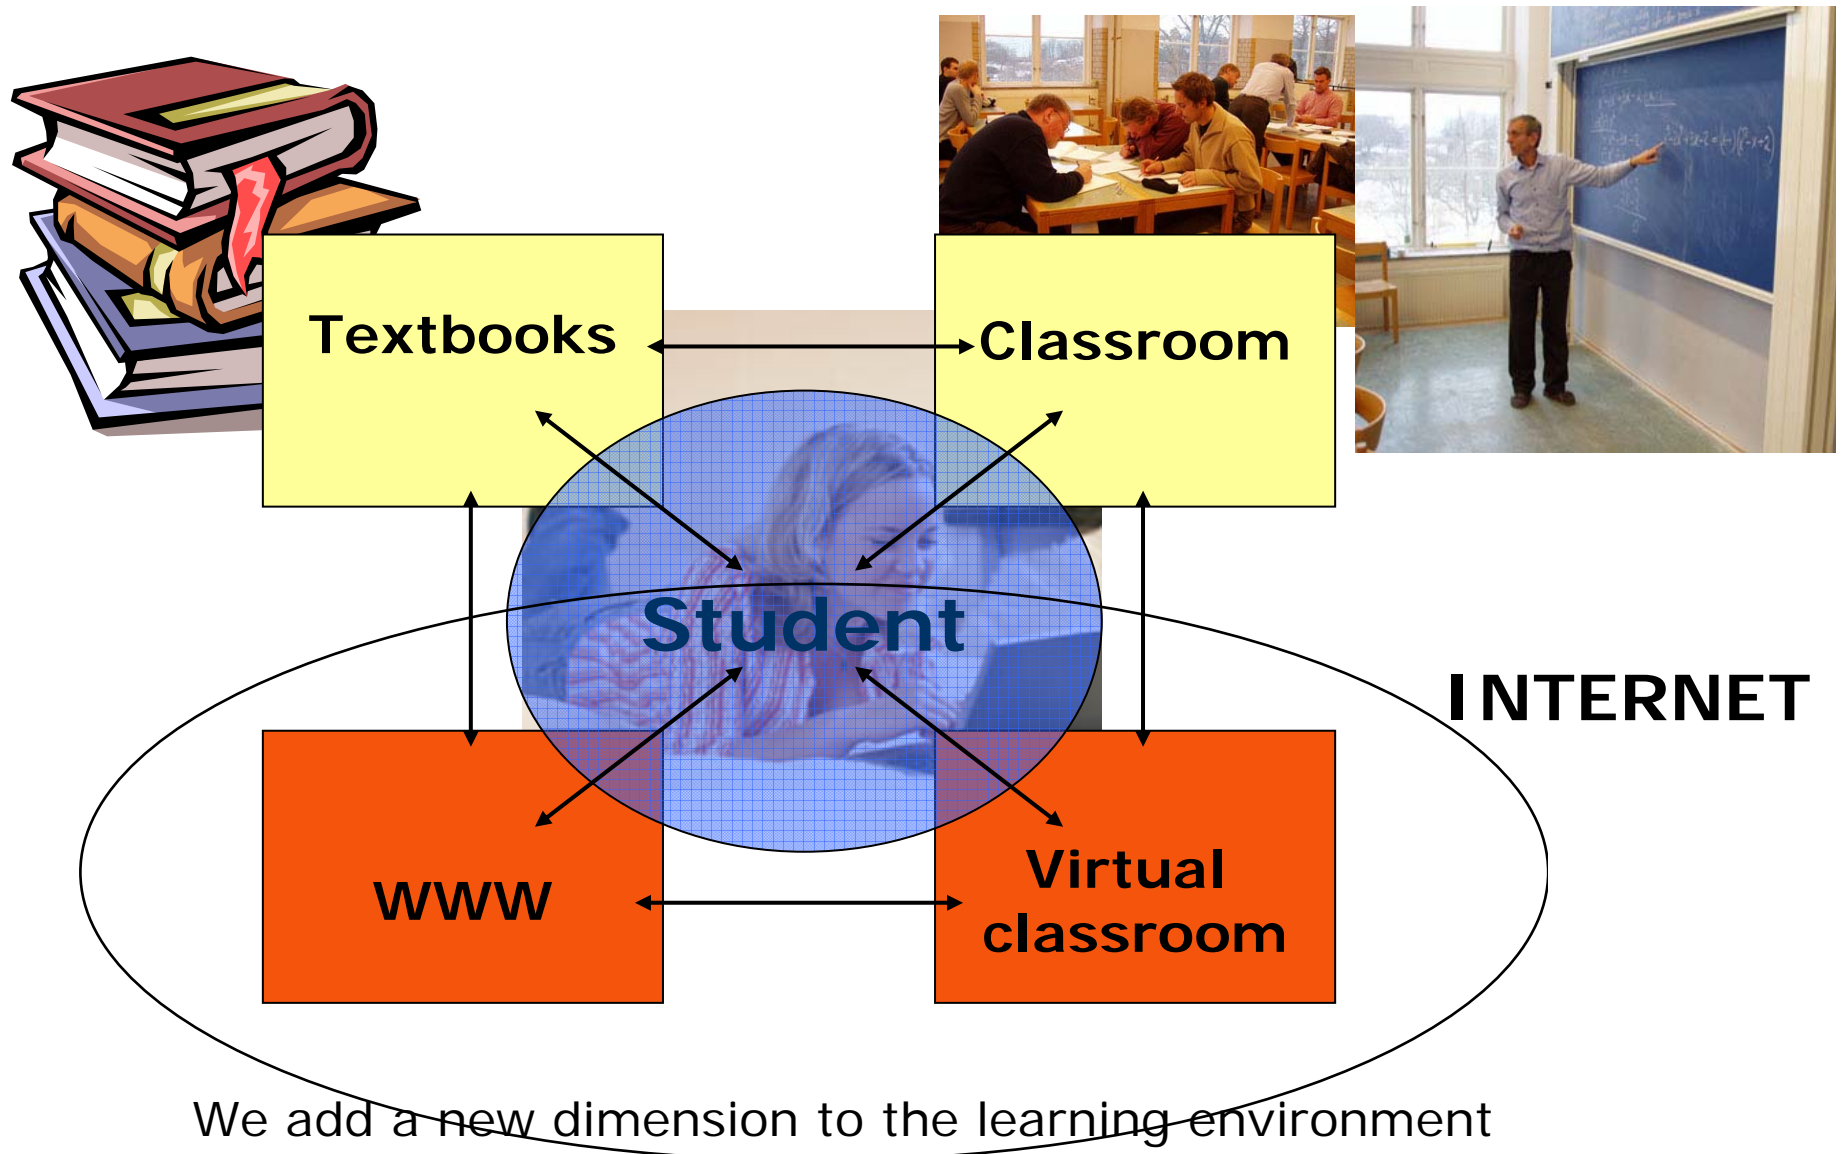 Textbooks
Classroom
Student
INTERNET
WWW
Virtual
classroom
We add a new dimension to the learning environment